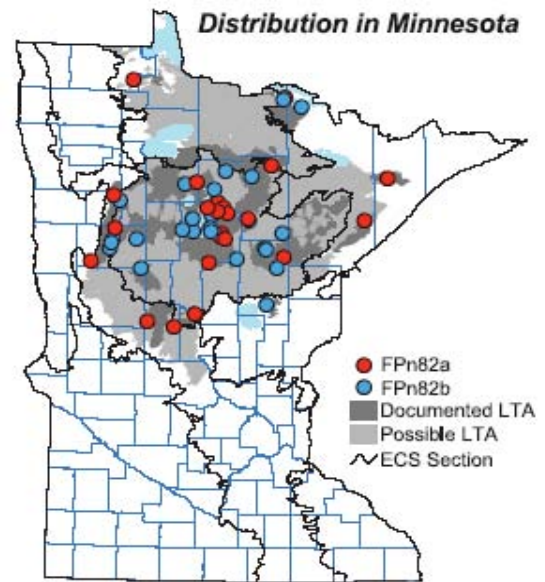 Distribution in Minnesota
FPn82a
FPn82b
Documented LTA
Possible LTA
ECS Section